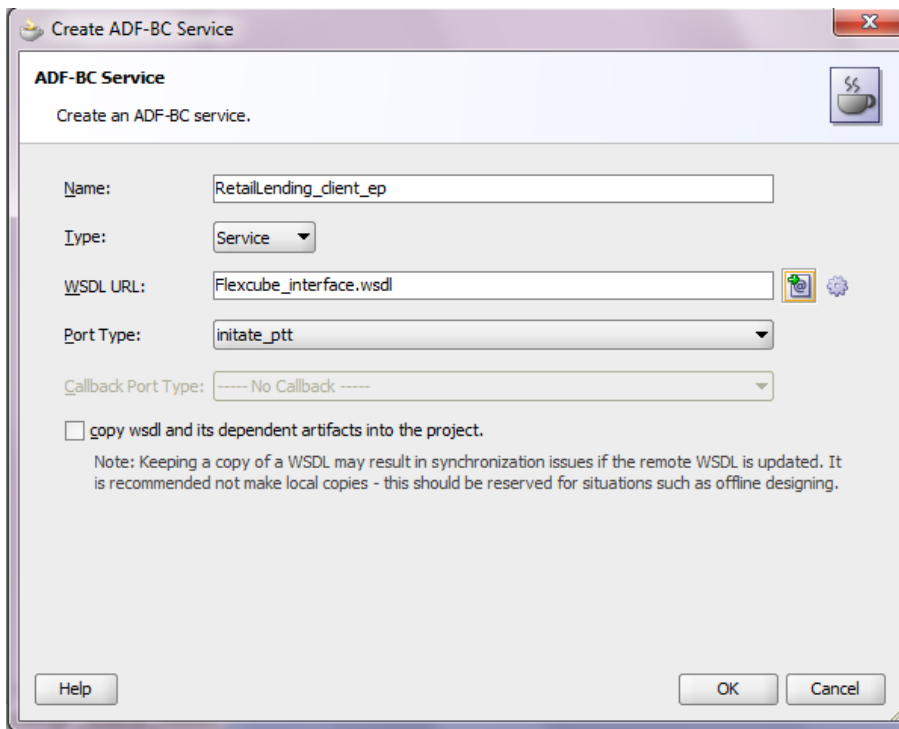 Create ADF-BC Service
ADF-BC Service
Create an ADF-BC service.
Name: RetailLending_client_ep
Type: Service
WSDL URL: Flexcube_interface.wsdl
Port Type: initate_ptt
Callback Port Type: ----- No Callback -----
copy wsdl and its dependent artifacts into the project.
Note: Keeping a copy of a WSDL may result in synchronization issues if the remote WSDL is updated. It
is recommended not make local copies - this should be reserved for situations such as offline designing.
Help OK Cancel